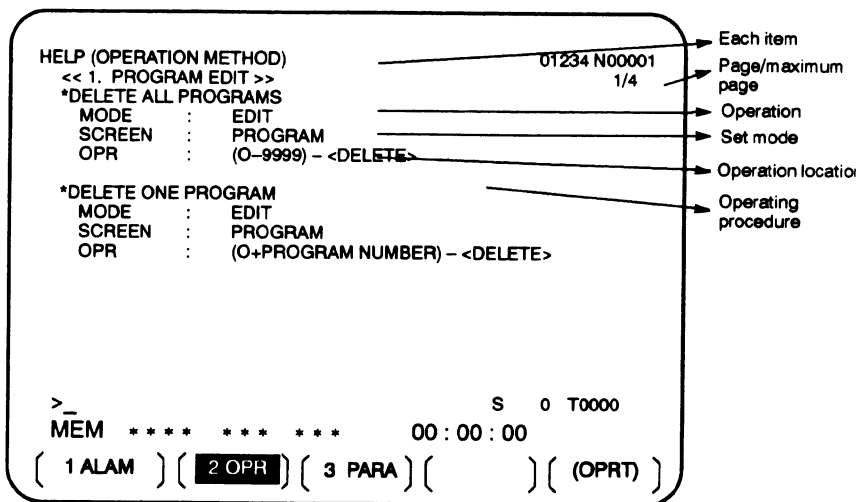 HELP (OPERATION METHOD) 01234 N00001
<< 1. PROGRAM EDIT >> 1/4
*DELETE ALL PROGRAMS
MODE : EDIT
SCREEN : PROGRAM
OPR : (O–9999) – <DELETE>
*DELETE ONE PROGRAM
MODE : EDIT
SCREEN : PROGRAM
OPR : (O+PROGRAM NUMBER) – <DELETE>
>_ S 0 T0000
MEM **** *** *** 00 : 00 : 00
( 1 ALAM ) ( 2 OPR ) ( 3 PARA ) ( ) ( (OPRT) )
Each item
Page/maximum
page
Operation
Set mode
Operation location
Operating
procedure